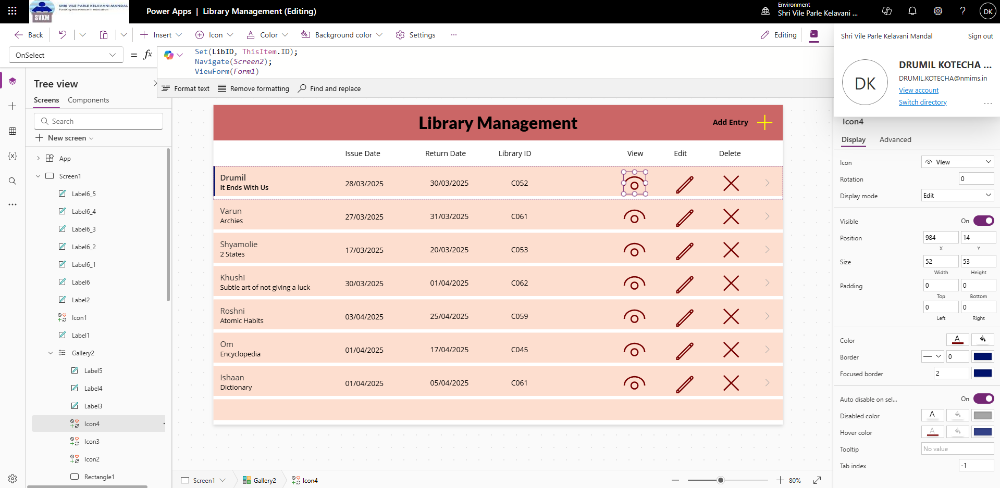 SHRI VILE PARLE KELAVANI MANDAL
Pursuing excellence in education
SVKM
Power Apps | Library Management (Editing)
Environment
Shri Vile Parle Kelavani ...
DK
Back
Insert
Icon
Color
Background color
Settings
...
Editing
OnSelect
= fx
Set(LibID, ThisItem.ID);
Navigate(Screen2);
ViewForm(Form1)
Format text
Remove formatting
Find and replace
Shri Vile Parle Kelavani Mandal
Sign out
DK
DRUMIL KOTECHA ...
DRUMIL.KOTECHA@nmims.in
View account
Switch directory
...
Tree view
Screens
Components
Search
New screen
App
Screen1
Label6_5
Label6_4
Label6_3
Label6_2
Label6_1
Label6
Label2
Icon1
Label1
Gallery2
Label5
Label4
Label3
Icon4
Icon3
Icon2
Rectangle1
Library Management
Add Entry
Issue Date Return Date Library ID View Edit Delete
Drumil
It Ends With Us
28/03/2025 30/03/2025 C052
Varun
Archies
27/03/2025 31/03/2025 C061
Shyamolie
2 States
17/03/2025 20/03/2025 C053
Khushi
Subtle art of not giving a luck
30/03/2025 01/04/2025 C062
Roshni
Atomic Habits
03/04/2025 25/04/2025 C059
Om
Encyclopedia
01/04/2025 17/04/2025 C045
Ishaan
Dictionary
01/04/2025 05/04/2025 C061
Screen1
Gallery2
Icon4
80%
Icon4
Display
Advanced
Icon View
Rotation 0
Display mode Edit
Visible On
Position 984 14
X Y
Size 52 53
Width Height
Padding 0 0
Top Bottom
0 0
Left Right
Color A
Border 0
Focused border 2
Auto disable on sel... On
Disabled color A
Hover color A
Tooltip No value
Tab index -1